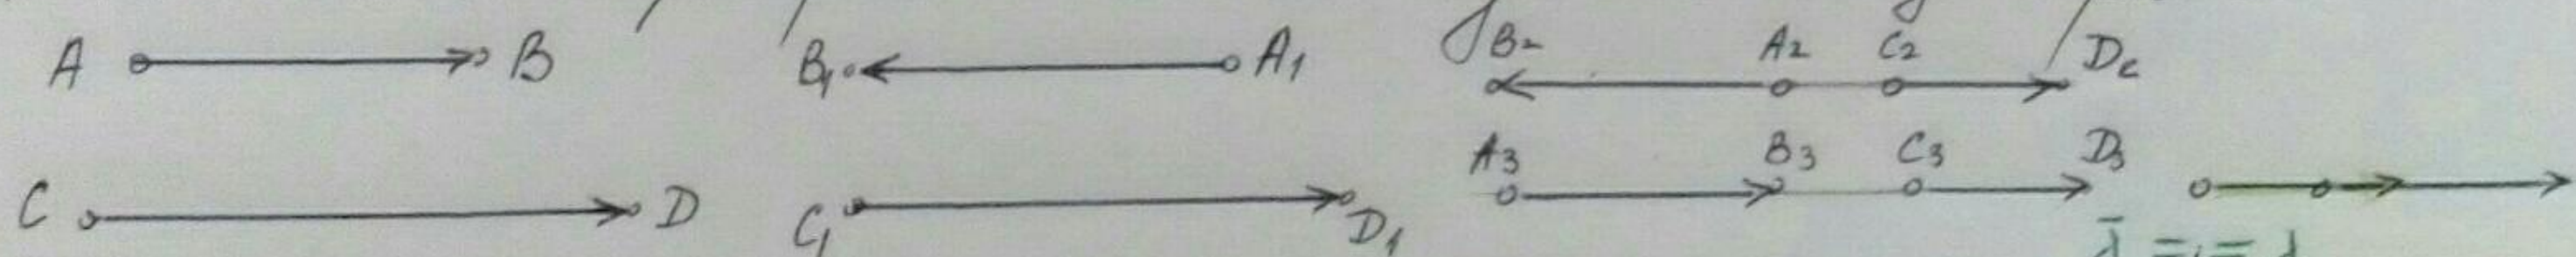 A B B₁ A₁ B₂ A₂ C₂ D₂
A₃ B₃ C₃ D₃
C D C₁ D₁